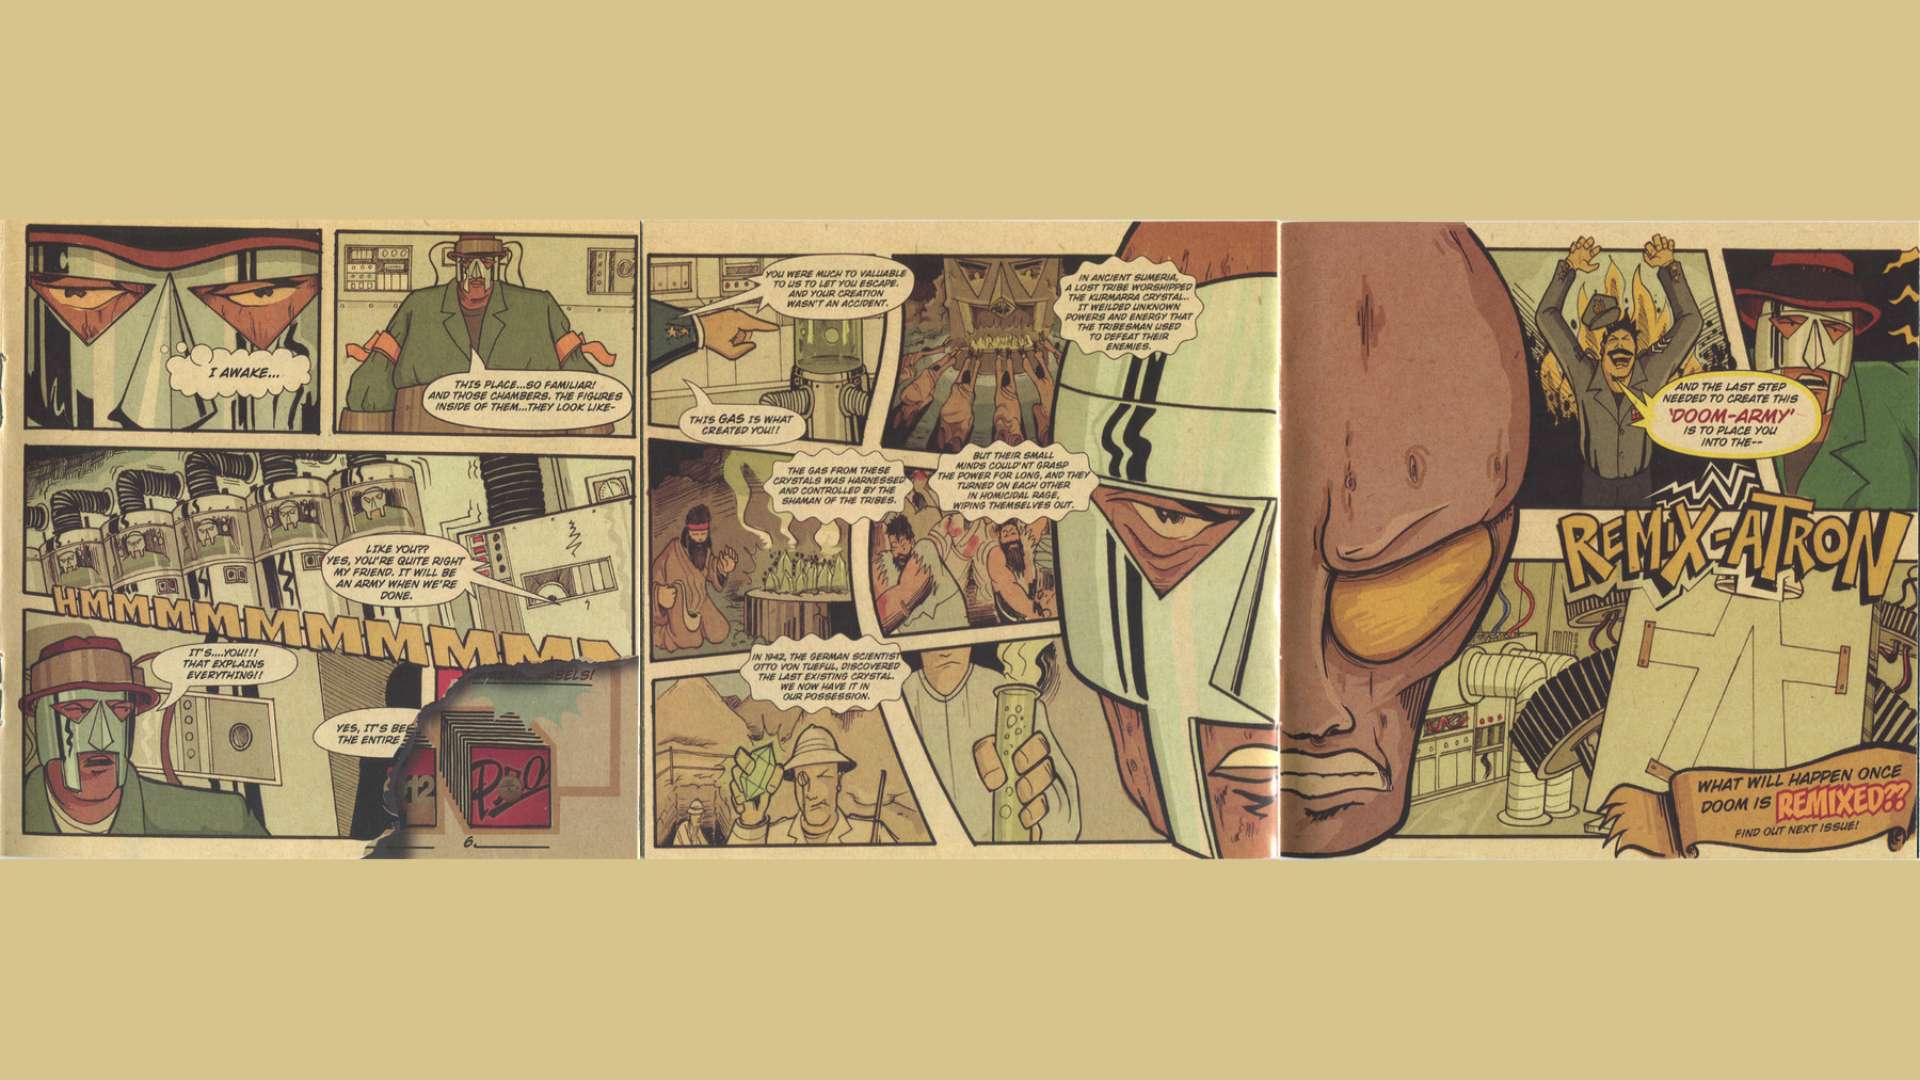 I AWAKE...
THIS PLACE...SO FAMILIAR!
AND THOSE CHAMBERS. THE FIGURES
INSIDE OF THEM...THEY LOOK LIKE-
LIKE YOU??
YES, YOU'RE QUITE RIGHT
MY FRIEND. IT WILL BE
AN ARMY WHEN WE'RE
DONE.
HMMMMMMMMMM
IT'S....YOU!!!
THAT EXPLAINS
EVERYTHING!!
YES, IT'S BEE
THE ENTIRE
ABELS!
12
6.
YOU WERE MUCH TO VALUABLE
TO US TO LET YOU ESCAPE.
AND YOUR CREATION
WASN'T AN ACCIDENT.
THIS GAS IS WHAT
CREATED YOU!!
IN ANCIENT SUMERIA,
A LOST TRIBE WORSHIPPED
THE KURMARRA CRYSTAL..
IT WEILDED UNKNOWN
POWERS AND ENERGY THAT
THE TRIBESMAN USED
TO DEFEAT THEIR
ENEMIES.
THE GAS FROM THESE
CRYSTALS WAS HARNESSED
AND CONTROLLED BY THE
SHAMAN OF THE TRIBES.
BUT THEIR SMALL
MINDS COULD'NT GRASP
THE POWER FOR LONG, AND THEY
TURNED ON EACH OTHER
IN HOMICIDAL RAGE,
WIPING THEMSELVES OUT.
IN 1942, THE GERMAN SCIENTIST
OTTO VON TUEFUL, DISCOVERED
THE LAST EXISTING CRYSTAL.
WE NOW HAVE IT IN
OUR POSSESSION.
AND THE LAST STEP
NEEDED TO CREATE THIS
'DOOM-ARMY'
IS TO PLACE YOU
INTO THE--
REMIX-A-TRON
WHAT WILL HAPPEN ONCE
DOOM IS REMIXED??
FIND OUT NEXT ISSUE!